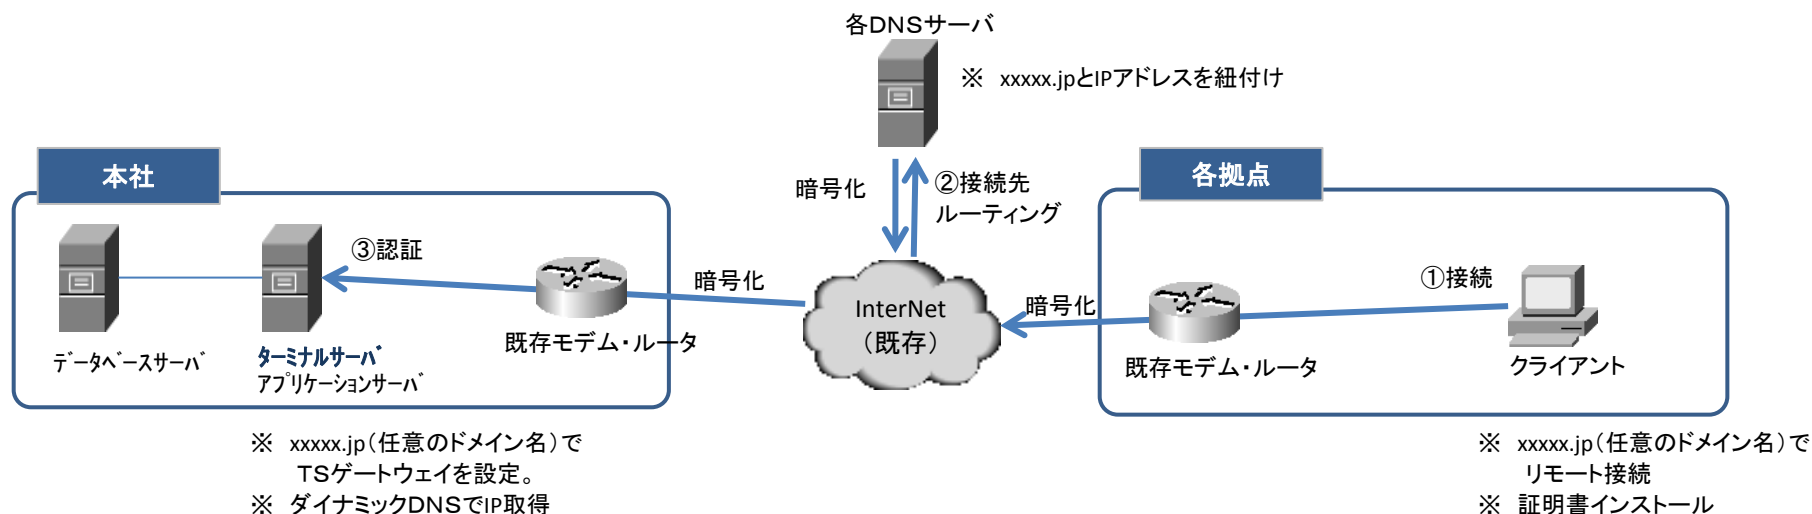 各DNSサーバ
※ xxxxx.jpとIPアドレスを紐付け
本社
各拠点
暗号化
②接続先
ルーティング
③認証
暗号化
InterNet
（既存）
暗号化
①接続
既存モデム・ルータ
既存モデム・ルータ
クライアント
ﾃﾞｰﾀﾍﾞｰｽｻｰﾊﾞ
ﾀｰﾐﾅﾙｻｰﾊﾞ
ｱﾌﾟﾘｹｰｼｮﾝｻｰﾊﾞ
※ xxxxx.jp（任意のドメイン名）で
TSゲートウェイを設定。
※ ダイナミックDNSでIP取得
※ xxxxx.jp（任意のドメイン名）で
リモート接続
※ 証明書インストール